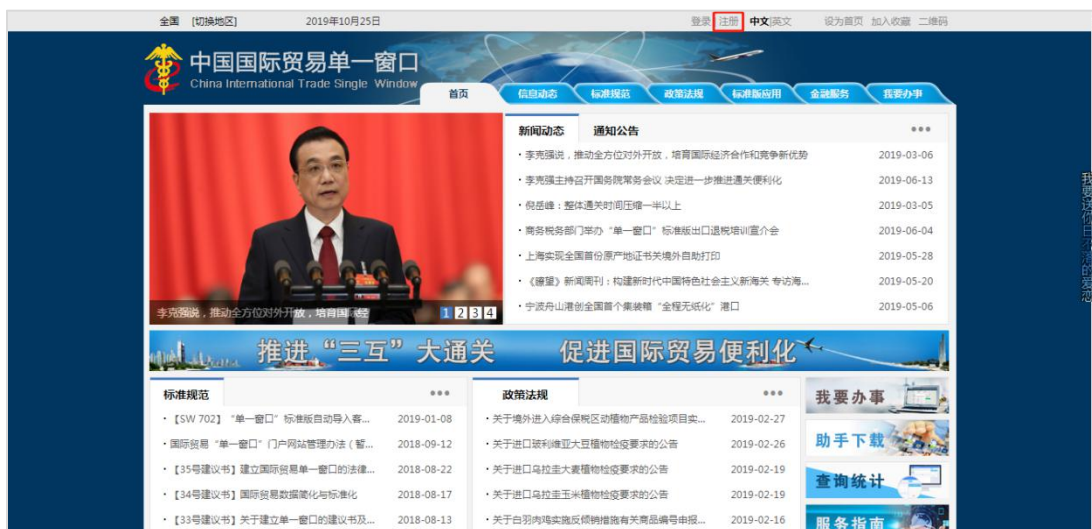 全国 [切换地区] 2019年10月25日 登录 注册 中文|英文 设为首页 加入收藏 二维码
中国国际贸易单一窗口
China International Trade Single Window
首页 信息动态 标准规范 政策法规 标准版应用 金融服务 我要办事
李克强说，推动全方位对外开放，培育国际经
1 2 3 4
新闻动态 通知公告
· 李克强说，推动全方位对外开放，培育国际经济合作和竞争新优势 2019-03-06
· 李克强主持召开国务院常务会议 决定进一步推进通关便利化 2019-06-13
· 倪岳峰：整体通关时间压缩一半以上 2019-03-05
· 商务税务部门举办“单一窗口”标准版出口退税培训宣介会 2019-06-04
· 上海实现全国首份原产地证书关境外自助打印 2019-05-28
· 《瞭望》新闻周刊：构建新时代中国特色社会主义新海关 专访海... 2019-05-20
· 宁波舟山港创全国首个集装箱“全程无纸化”港口 2019-05-06
推进“三互”大通关 促进国际贸易便利化
标准规范
· 【SW 702】“单一窗口”标准版自动导入客... 2019-01-08
· 国际贸易“单一窗口”门户网站管理办法（暂... 2018-09-12
· 【35号建议书】建立国际贸易单一窗口的法律... 2018-08-22
· 【34号建议书】国际贸易数据简化与标准化 2018-08-17
· 【33号建议书】关于建立单一窗口的建议书及... 2018-08-13
政策法规
· 关于境外进入综合保税区动植物产品检验项目实... 2019-02-27
· 关于进口玻利维亚大豆植物检疫要求的公告 2019-02-26
· 关于进口乌拉圭大麦植物检疫要求的公告 2019-02-19
· 关于进口乌拉圭玉米植物检疫要求的公告 2019-02-19
· 关于白羽肉鸡实施反倾销措施有关商品编号申报... 2019-02-16
我要办事
助手下载
查询统计
服务指南
我要送你日不落的爱恋